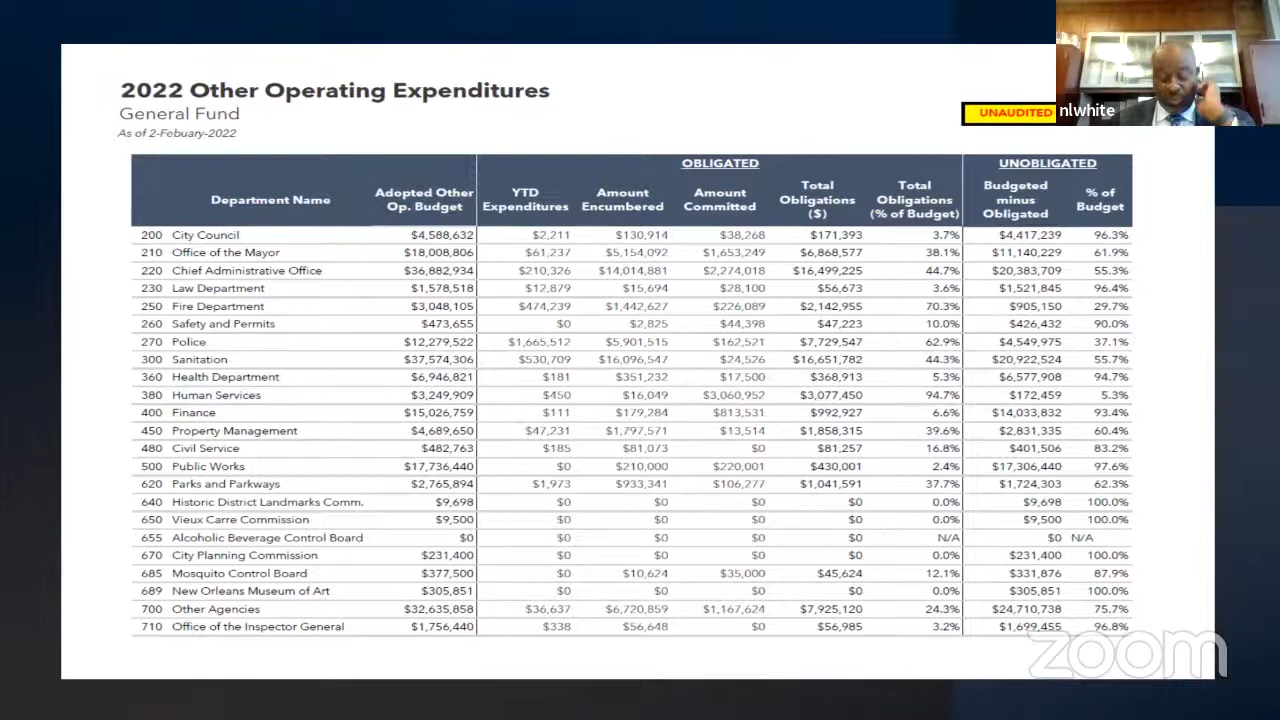 2022 Other Operating Expenditures
General Fund
As of 2-Febuary-2022
UNAUDITED
nlwhite
OBLIGATED UNOBLIGATED
Department Name Adopted Other Op. Budget YTD Expenditures Amount Encumbered Amount Committed Total Obligations ($) Total Obligations (% of Budget) Budgeted minus Obligated % of Budget
200 City Council $4,588,632 $2,211 $130,914 $38,268 $171,393 3.7% $4,417,239 96.3%
210 Office of the Mayor $18,008,806 $61,237 $5,154,092 $1,653,249 $6,868,577 38.1% $11,140,229 61.9%
220 Chief Administrative Office $36,882,934 $210,326 $14,014,881 $2,274,018 $16,499,225 44.7% $20,383,709 55.3%
230 Law Department $1,578,518 $12,879 $15,694 $28,100 $56,673 3.6% $1,521,845 96.4%
250 Fire Department $3,048,105 $474,239 $1,442,627 $226,089 $2,142,955 70.3% $905,150 29.7%
260 Safety and Permits $473,655 $0 $2,825 $44,398 $47,223 10.0% $426,432 90.0%
270 Police $12,279,522 $1,665,512 $5,901,515 $162,521 $7,729,547 62.9% $4,549,975 37.1%
300 Sanitation $37,574,306 $530,709 $16,096,547 $24,526 $16,651,782 44.3% $20,922,524 55.7%
360 Health Department $6,946,821 $181 $351,232 $17,500 $368,913 5.3% $6,577,908 94.7%
380 Human Services $3,249,909 $450 $16,049 $3,060,952 $3,077,450 94.7% $172,459 5.3%
400 Finance $15,026,759 $111 $179,284 $813,531 $992,927 6.6% $14,033,832 93.4%
450 Property Management $4,689,650 $47,231 $1,797,571 $13,514 $1,858,315 39.6% $2,831,335 60.4%
480 Civil Service $482,763 $185 $81,073 $0 $81,257 16.8% $401,506 83.2%
500 Public Works $17,736,440 $0 $210,000 $220,001 $430,001 2.4% $17,306,440 97.6%
620 Parks and Parkways $2,765,894 $1,973 $933,341 $106,277 $1,041,591 37.7% $1,724,303 62.3%
640 Historic District Landmarks Comm. $9,698 $0 $0 $0 $0 0.0% $9,698 100.0%
650 Vieux Carre Commission $9,500 $0 $0 $0 $0 0.0% $9,500 100.0%
655 Alcoholic Beverage Control Board $0 $0 $0 $0 $0 N/A $0 N/A
670 City Planning Commission $231,400 $0 $0 $0 $0 0.0% $231,400 100.0%
685 Mosquito Control Board $377,500 $0 $10,624 $35,000 $45,624 12.1% $331,876 87.9%
689 New Orleans Museum of Art $305,851 $0 $0 $0 $0 0.0% $305,851 100.0%
700 Other Agencies $32,635,858 $36,637 $6,720,859 $1,167,624 $7,925,120 24.3% $24,710,738 75.7%
710 Office of the Inspector General $1,756,440 $338 $56,648 $0 $56,985 3.2% $1,699,455 96.8%
zoom